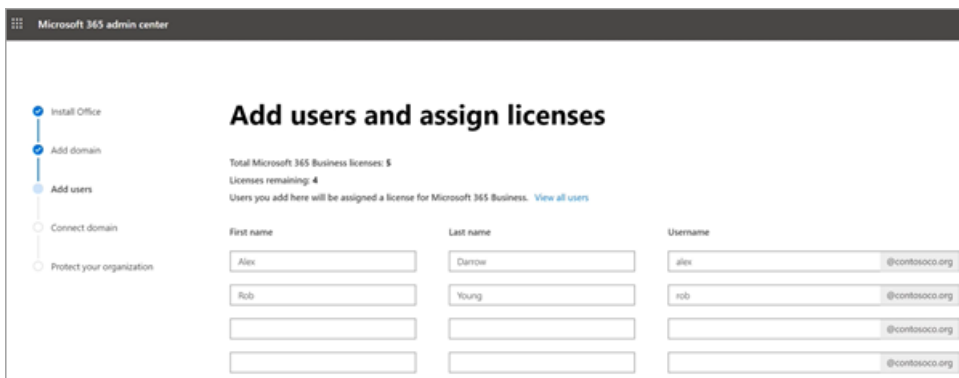 Microsoft 365 admin center
Install Office
Add domain
Add users
Connect domain
Protect your organization
Add users and assign licenses
Total Microsoft 365 Business licenses: 5
Licenses remaining: 4
Users you add here will be assigned a license for Microsoft 365 Business. View all users
First name Last name Username
Alex Darrow alex @contosoco.org
Rob Young rob @contosoco.org
@contosoco.org
@contosoco.org